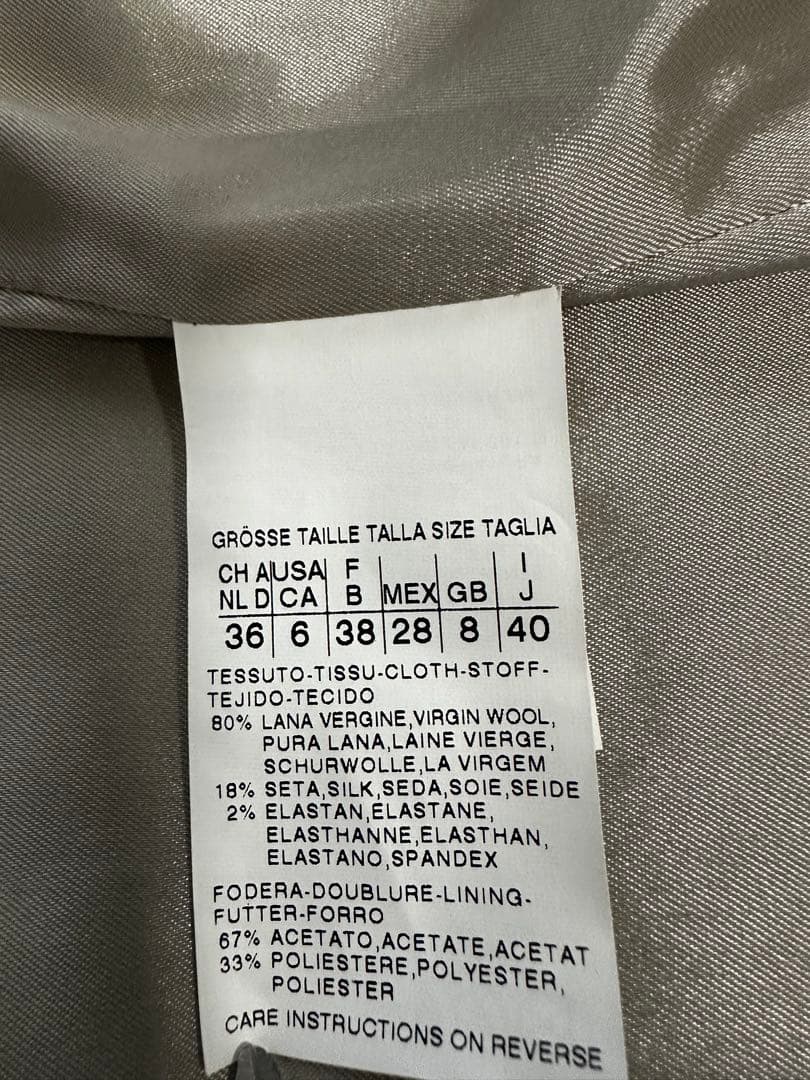 GRÖSSE TAILLE TALLA SIZE TAGLIA
CH A USA F MEX GB I
NL D CA B J
36 6 38 28 8 40
TESSUTO-TISSU-CLOTH-STOFF-
TEJIDO-TECIDO
80% LANA VERGINE,VIRGIN WOOL,
PURA LANA,LAINE VIERGE,
SCHURWOLLE,LA VIRGEM
18% SETA,SILK,SEDA,SOIE,SEIDE
2% ELASTAN,ELASTANE,
ELASTHANNE,ELASTHAN,
ELASTANO,SPANDEX
FODERA-DOUBLURE-LINING-
FUTTER-FORRO
67% ACETATO,ACETATE,ACETAT
33% POLIESTERE,POLYESTER,
POLIESTER
CARE INSTRUCTIONS ON REVERSE